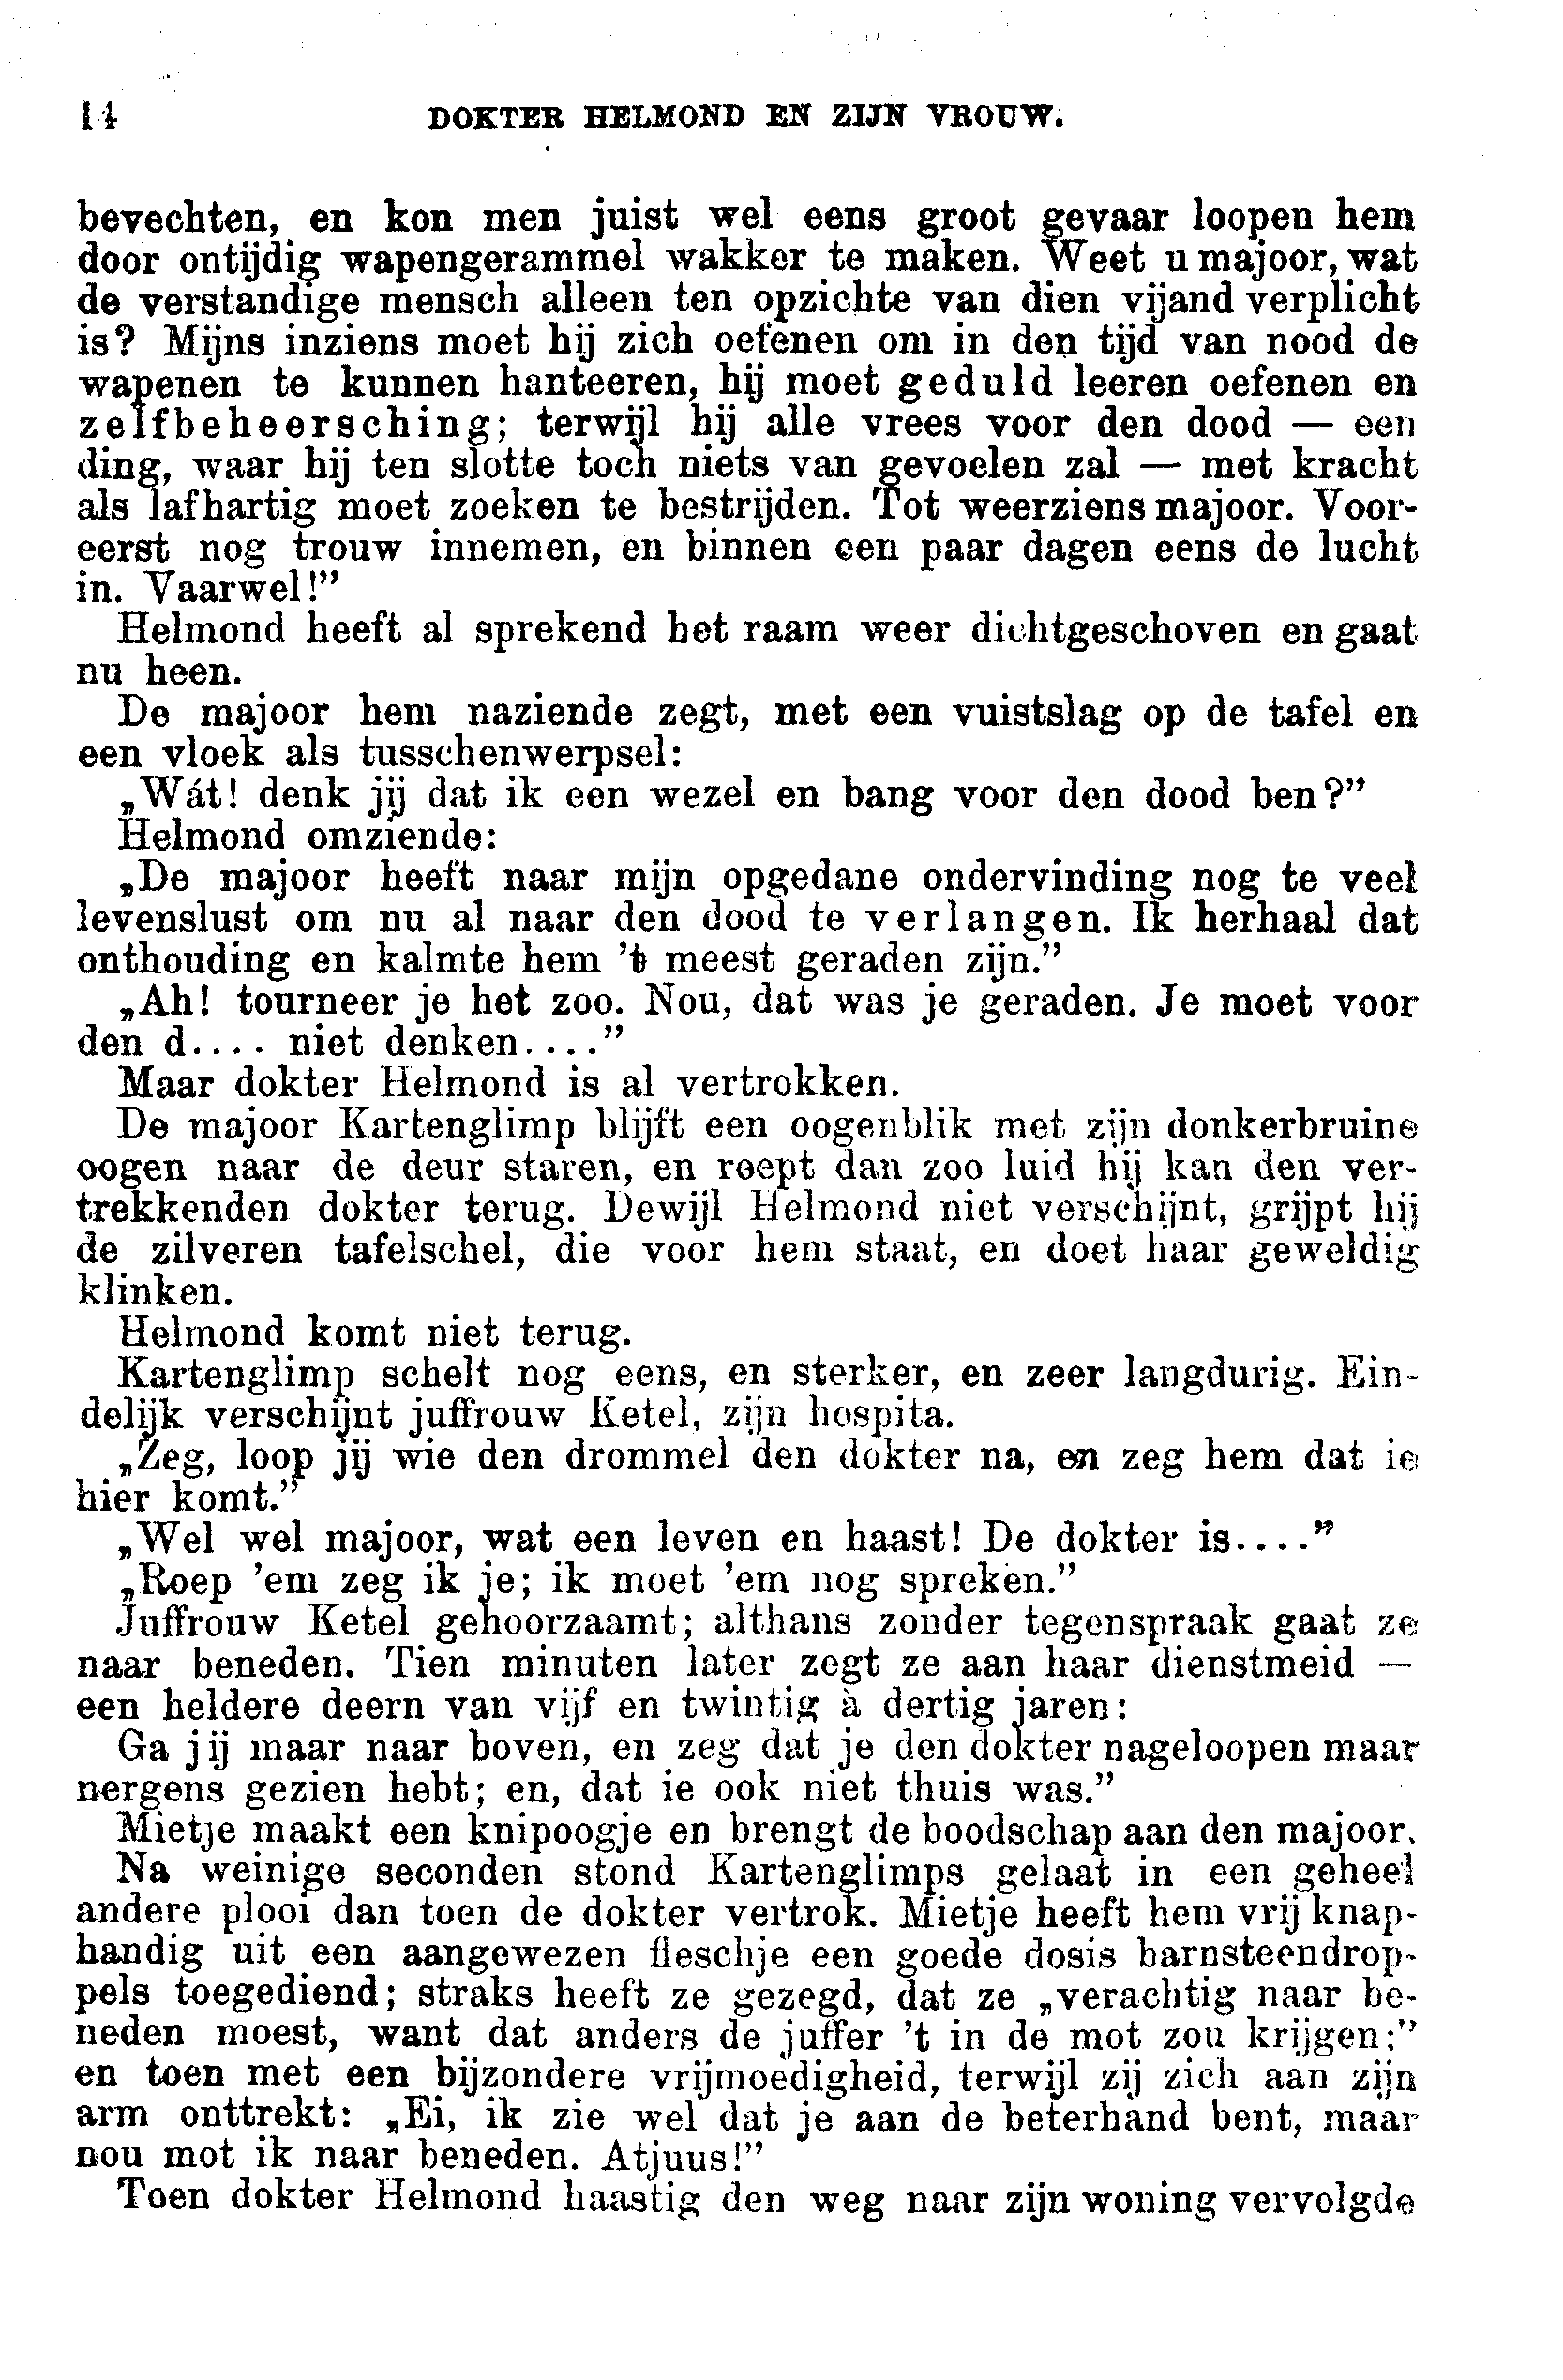 14 DOKTER HELMOND EN ZIJN VROUW.
bevechten, en kon men juist wel eens groot gevaar loopen hem
door ontijdig wapengerammel wakker te maken. Weet u majoor, wat
de verstandige mensch alleen ten opzichte van dien vijand verplicht
is? Mijns inziens moet hij zich oefenen om in den tijd van nood de
wapenen te kunnen hanteeren, hij moet geduld leeren oefenen en
zelfbeheersching; terwijl hij alle vrees voor den dood — een
ding, waar hij ten slotte toch niets van gevoelen zal — met kracht
als lafhartig moet zoeken te bestrijden. Tot weerziens majoor. Voor-
eerst nog trouw innemen, en binnen een paar dagen eens de lucht
in. Vaarwel!”
Helmond heeft al sprekend het raam weer dichtgeschoven en gaat
nu heen.
De majoor hem naziende zegt, met een vuistslag op de tafel en
een vloek als tusschenwerpsel:
„Wát! denk jij dat ik een wezel en bang voor den dood ben?”
Helmond omziende:
„De majoor heeft naar mijn opgedane ondervinding nog te veel
levenslust om nu al naar den dood te verlangen. Ik herhaal dat
onthouding en kalmte hem ’t meest geraden zijn.”
„Ah! tourneer je het zoo. Nou, dat was je geraden. Je moet voor
den d.... niet denken....”
Maar dokter Helmond is al vertrokken.
De majoor Kartenglimp blijft een oogenblik met zijn donkerbruine
oogen naar de deur staren, en roept dan zoo luid hij kan den ver-
trekkenden dokter terug. Dewijl Helmond niet verschijnt, grijpt hij
de zilveren tafelschel, die voor hem staat, en doet haar geweldig
klinken.
Helmond komt niet terug.
Kartenglimp schelt nog eens, en sterker, en zeer langdurig. Ein-
delijk verschijnt juffrouw Ketel, zijn hospita.
„Zeg, loop jij wie den drommel den dokter na, en zeg hem dat ie
hier komt.”
„Wel wel majoor, wat een leven en haast! De dokter is....”
„Roep ’em zeg ik je; ik moet ’em nog spreken.”
Juffrouw Ketel gehoorzaamt; althans zonder tegenspraak gaat ze
naar beneden. Tien minuten later zegt ze aan haar dienstmeid —
een heldere deern van vijf en twintig à dertig jaren:
Ga jij maar naar boven, en zeg dat je den dokter nageloopen maar
nergens gezien hebt; en, dat ie ook niet thuis was.”
Mietje maakt een knipoogje en brengt de boodschap aan den majoor.
Na weinige seconden stond Kartenglimps gelaat in een geheel
andere plooi dan toen de dokter vertrok. Mietje heeft hem vrij knap-
handig uit een aangewezen fleschje een goede dosis barnsteendrop-
pels toegediend; straks heeft ze gezegd, dat ze „verachtig naar be-
neden moest, want dat anders de juffer ’t in de mot zou krijgen;”
en toen met een bijzondere vrijmoedigheid, terwijl zij zich aan zijn
arm onttrekt: „Ei, ik zie wel dat je aan de beterhand bent, maar
nou mot ik naar beneden. Atjuus!”
Toen dokter Helmond haastig den weg naar zijn woning vervolgde